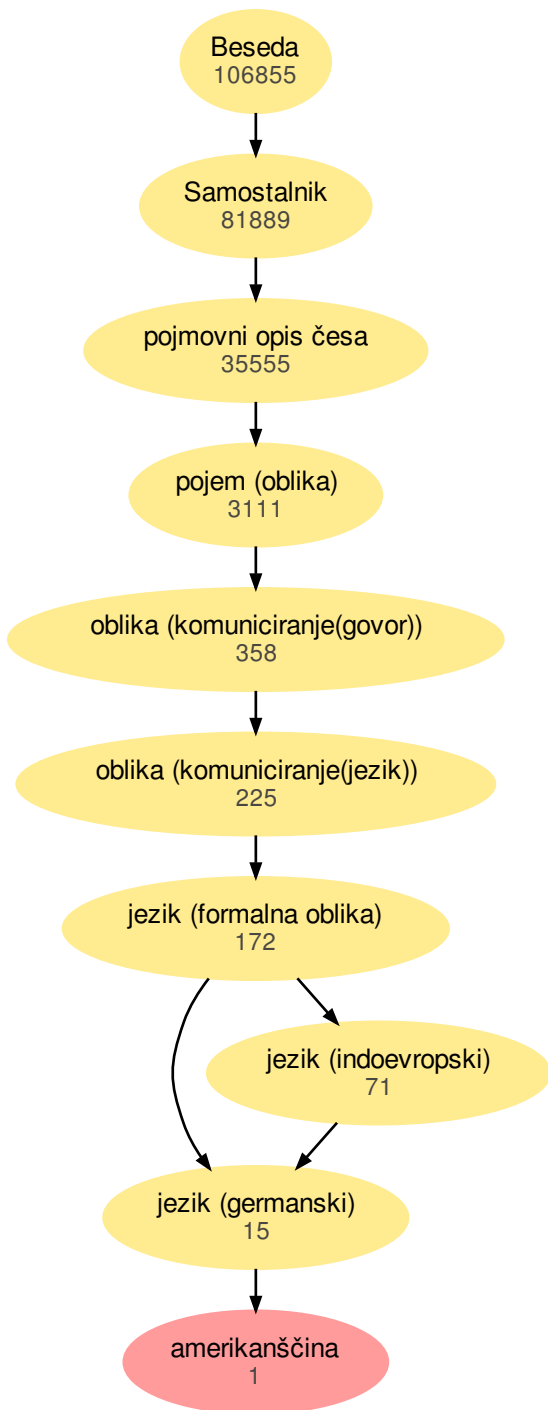 Beseda
106855
Samostalnik
81889
pojmovni opis česa
35555
pojem (oblika)
3111
oblika (komuniciranje(govor))
358
oblika (komuniciranje(jezik))
225
jezik (formalna oblika)
172
jezik (indoevropski)
71
jezik (germanski)
15
amerikanščina
1